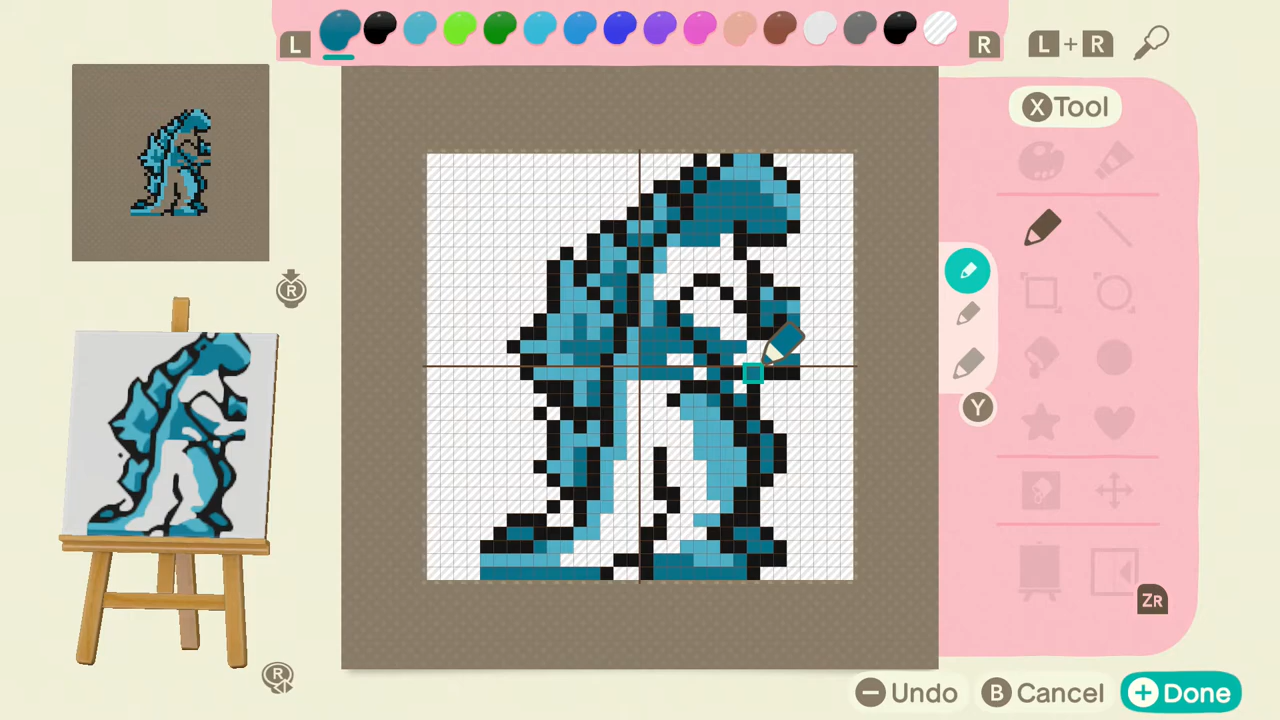 L
R
L + R
X Tool
R
Y
ZR
R
− Undo
B Cancel
+ Done